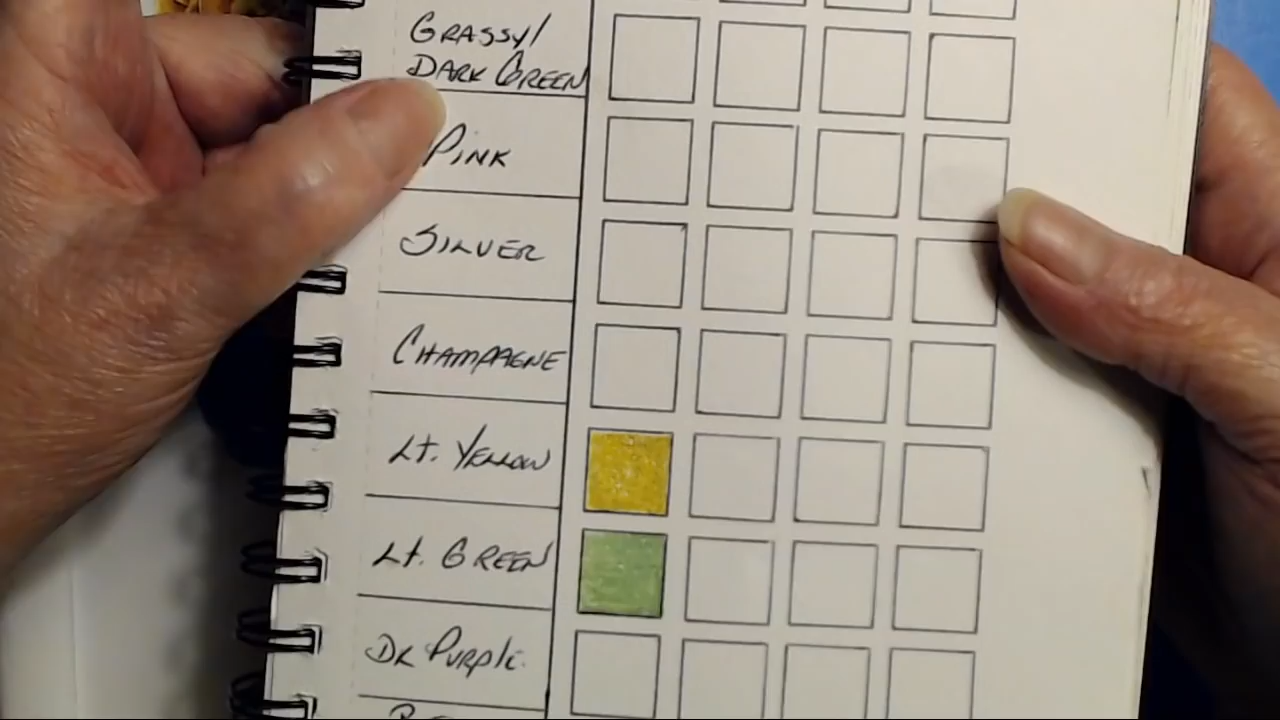 GRASSY/
DARK GREEN
PINK
SILVER
CHAMPAGNE
LT. YELLOW
LT. GREEN
DK PURPLE